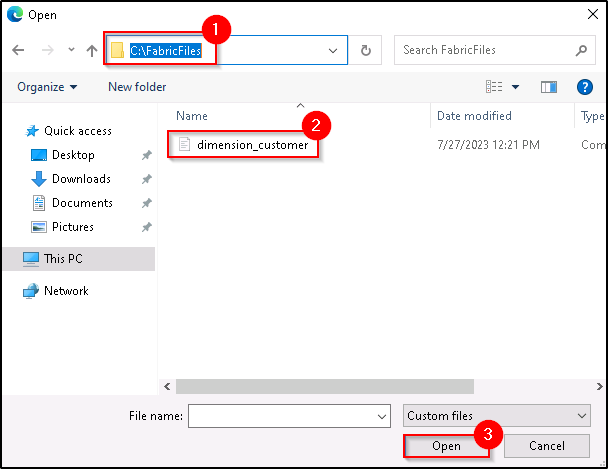 Open
1
C:\FabricFiles
Search FabricFiles
Organize
New folder
?
Name
Date modified
Type
Quick access
2
dimension_customer
7/27/2023 12:21 PM
Com
Desktop
Downloads
Documents
Pictures
This PC
Network
File name:
Custom files
3
Open
Cancel